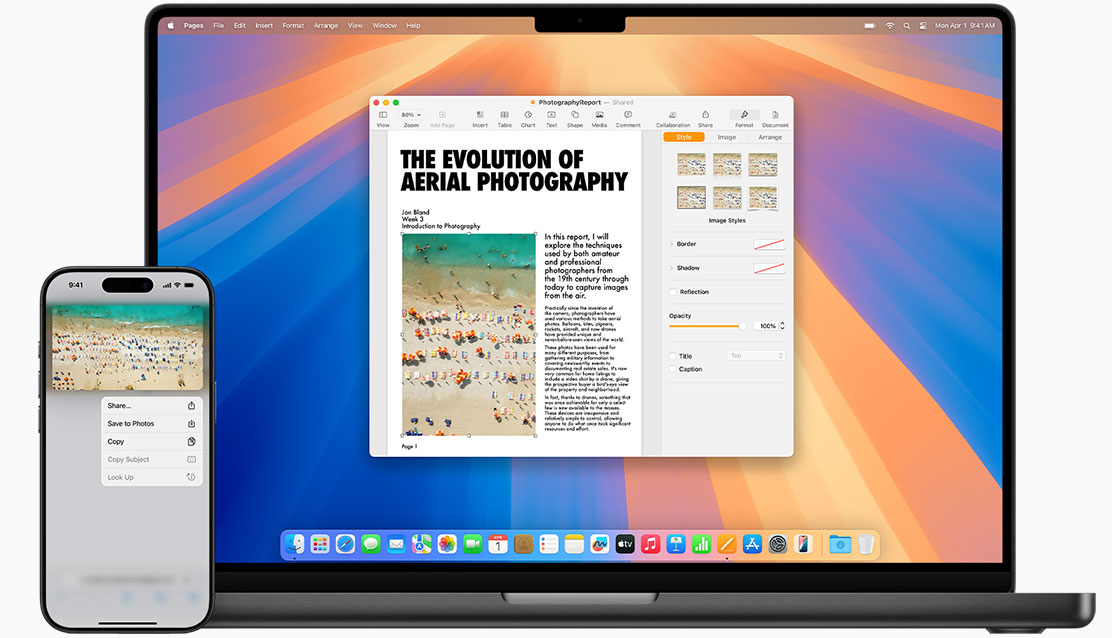 Pages File Edit Insert Format Arrange View Window Help
Mon Apr 1 9:41AM
PhotographyReport — Shared
80%
View Zoom Add Page Insert Table Chart Text Shape Media Comment Collaboration Share Format Document
Style Image Arrange
THE EVOLUTION OF
AERIAL PHOTOGRAPHY
Jon Bland
Week 3
Introduction to Photography
In this report, I will
explore the techniques
used by both amateur
and professional
photographers from
the 19th century through
today to capture images
from the air.
Practically since the invention of
the camera, photographers have
used various methods to take aerial
photos. Balloons, kites, pigeons,
rockets, aircraft, and now drones
have provided unique and
never-before-seen views of the world.
These photos have been used for
many different purposes, from
gathering military information to
covering newsworthy events to
documenting real estate sales. It's now
very common for home listings to
include a video shot by a drone, giving
the prospective buyer a bird's-eye view
of the property and neighborhood.
In fact, thanks to drones, something that
was once achievable for only a select
few is now available to the masses.
These devices are inexpensive and
relatively simple to control, allowing
anyone to do what once took significant
resources and effort.
Page 1
Image Styles
Border
Shadow
Reflection
Opacity
100%
Title Top
Caption
9:41
Share...
Save to Photos
Copy
Copy Subject
Look Up
APR
1
tv